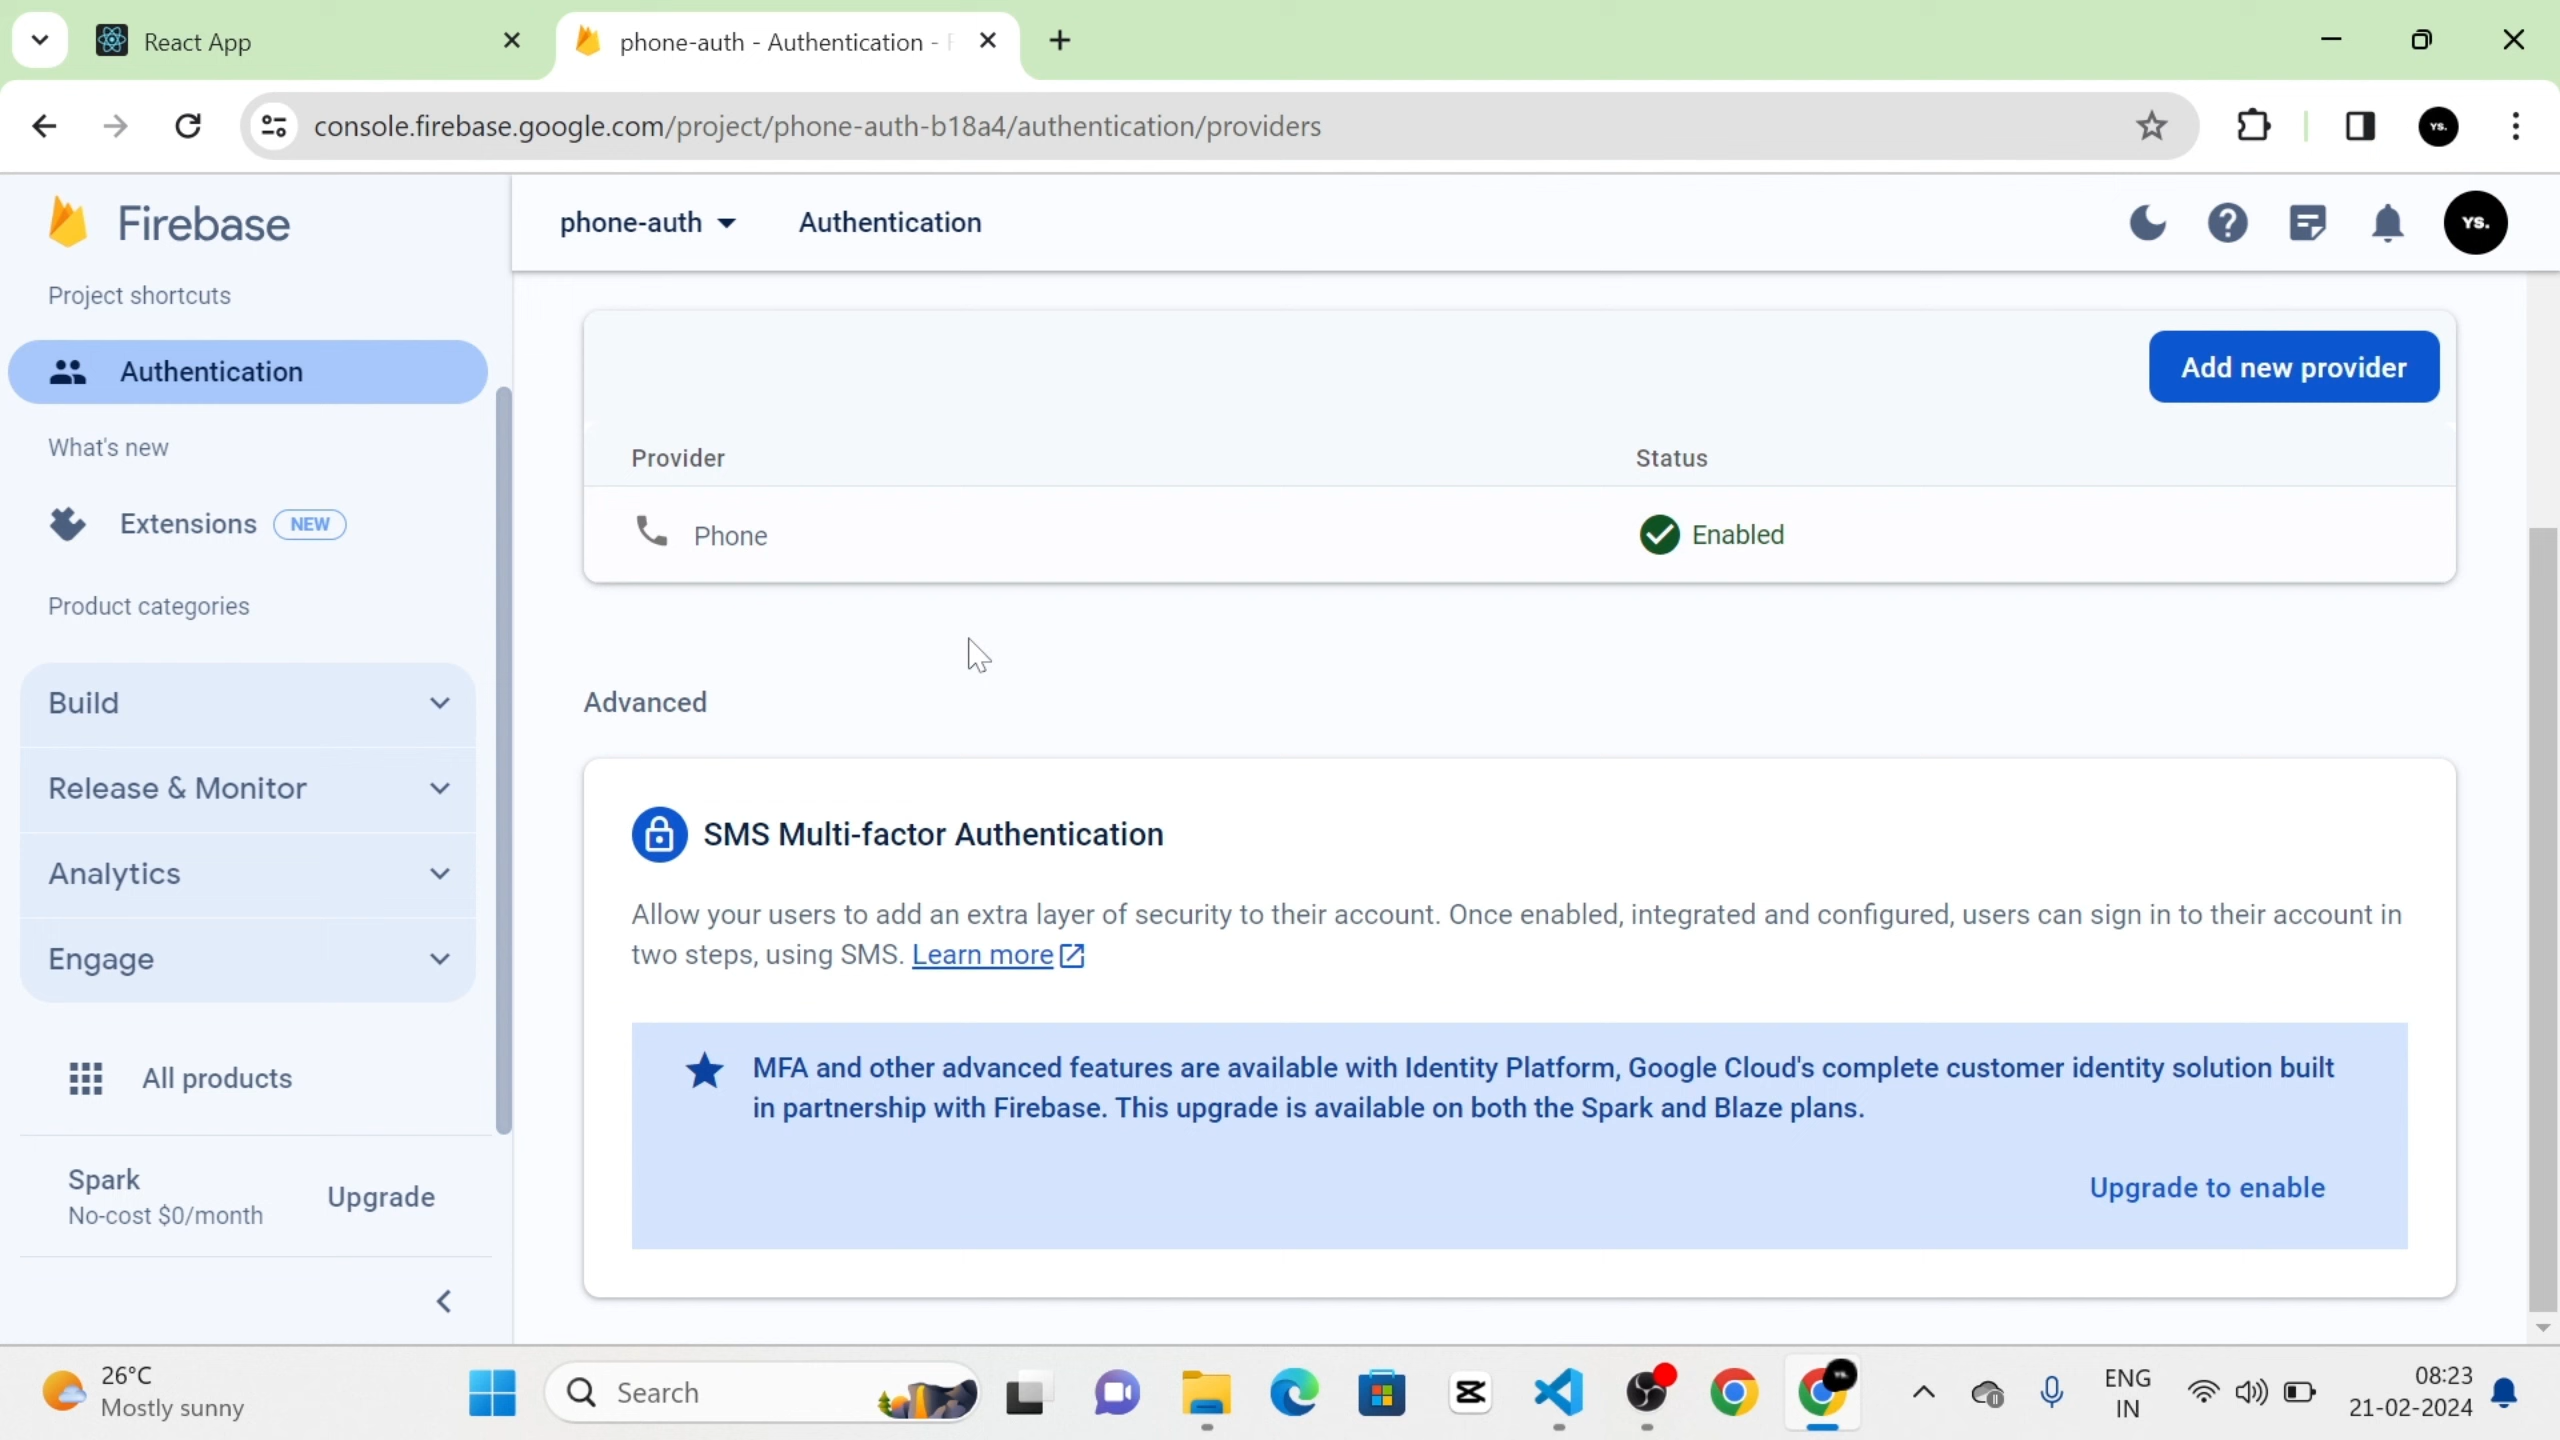 React App
phone-auth - Authentication -
console.firebase.google.com/project/phone-auth-b18a4/authentication/providers
Firebase
phone-auth
Authentication
YS.
YS.
Project shortcuts
Authentication
What's new
Extensions NEW
Product categories
Build
Release & Monitor
Analytics
Engage
All products
Spark
No-cost $0/month
Upgrade
Add new provider
Provider
Status
Phone
Enabled
Advanced
SMS Multi-factor Authentication
Allow your users to add an extra layer of security to their account. Once enabled, integrated and configured, users can sign in to their account in
two steps, using SMS. Learn more
MFA and other advanced features are available with Identity Platform, Google Cloud's complete customer identity solution built
in partnership with Firebase. This upgrade is available on both the Spark and Blaze plans.
Upgrade to enable
26°C
Mostly sunny
Search
ENG
IN
08:23
21-02-2024